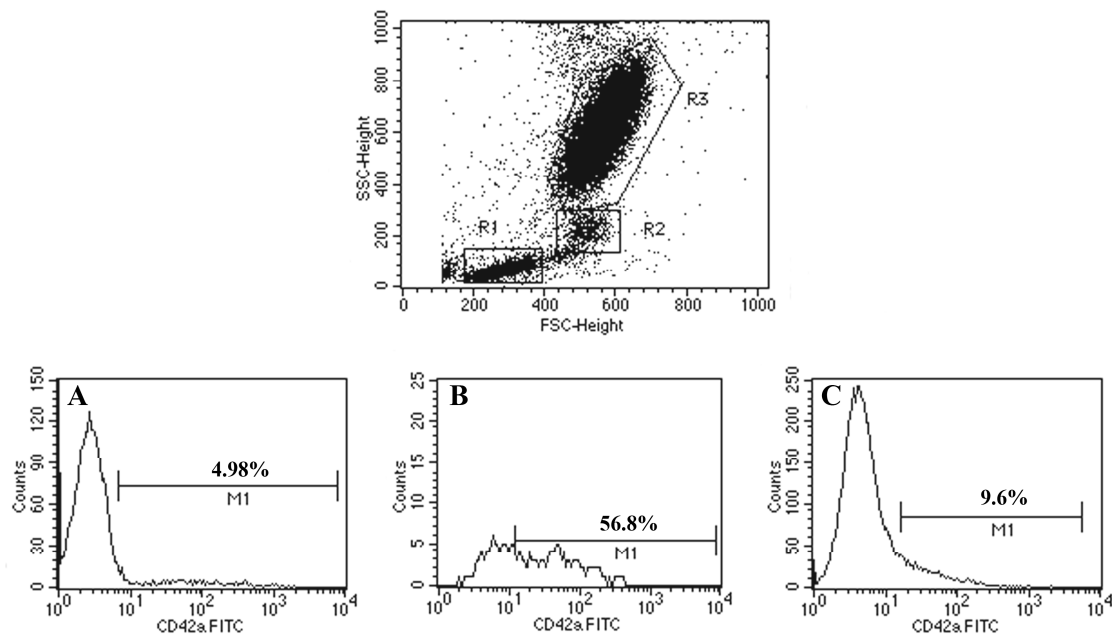 1000
800
600
400
200
0
SSC-Height
R1
R2
R3
0 200 400 600 800 1000
FSC-Height
A
150
120
90
60
30
0
Counts
4.98%
M1
10^0 10^1 10^2 10^3 10^4
CD42a FITC
B
25
20
15
10
5
0
Counts
56.8%
M1
10^0 10^1 10^2 10^3 10^4
CD42a FITC
C
250
200
150
100
50
0
Counts
9.6%
M1
10^0 10^1 10^2 10^3 10^4
CD42a FITC